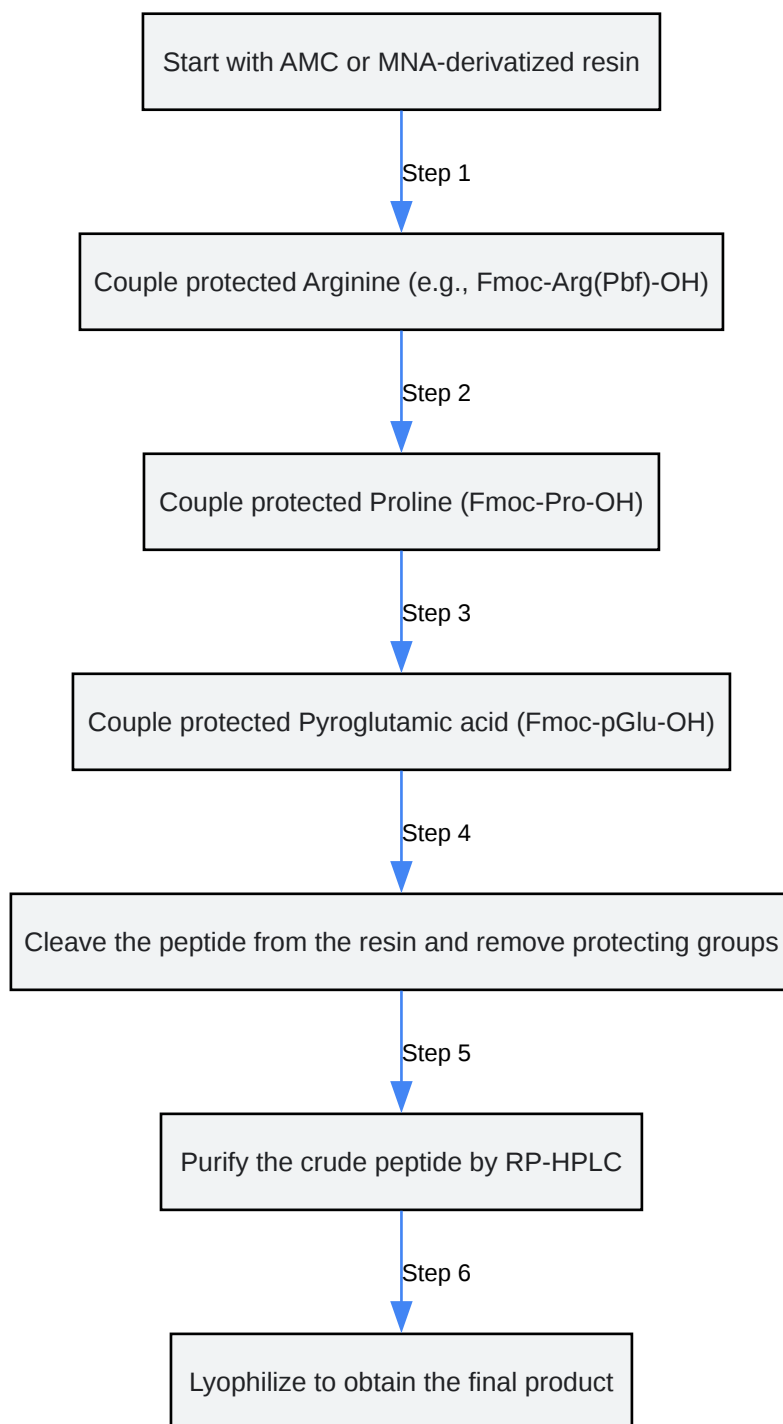 Start with AMC or MNA-derivatized resin
Step 1
Couple protected Arginine (e.g., Fmoc-Arg(Pbf)-OH)
Step 2
Couple protected Proline (Fmoc-Pro-OH)
Step 3
Couple protected Pyroglutamic acid (Fmoc-pGlu-OH)
Step 4
Cleave the peptide from the resin and remove protecting groups
Step 5
Purify the crude peptide by RP-HPLC
Step 6
Lyophilize to obtain the final product